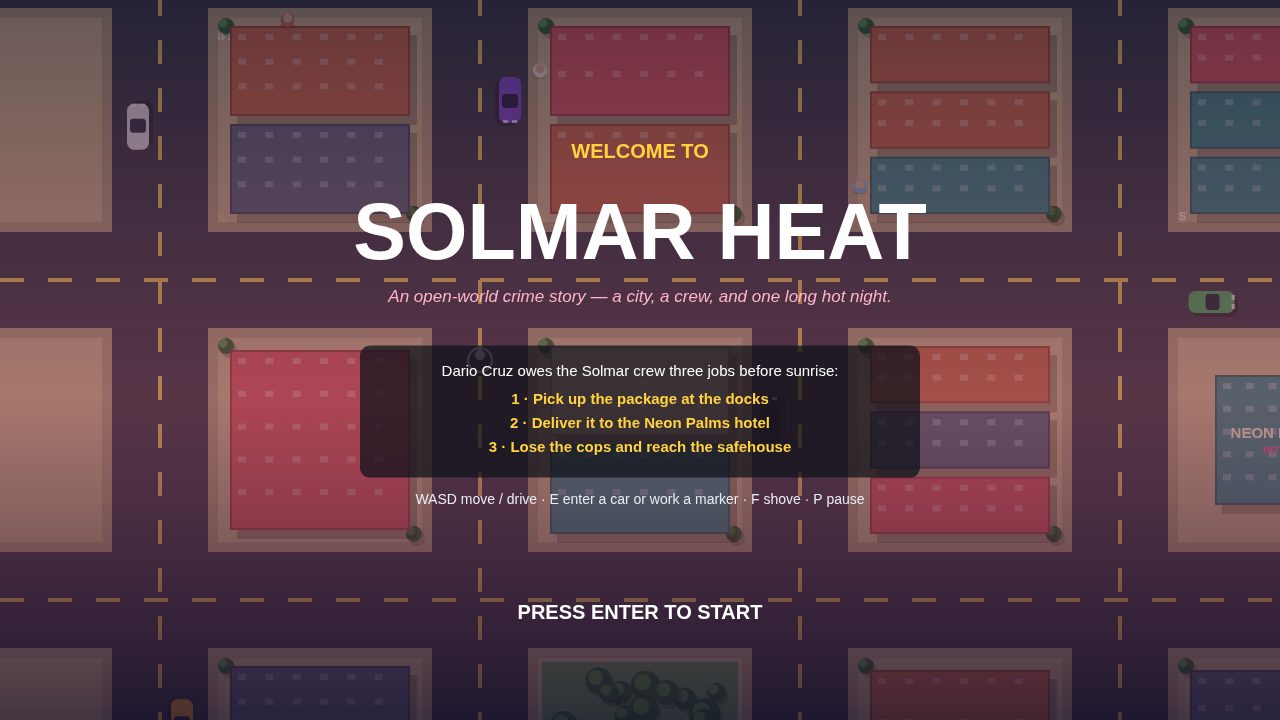 WELCOME TO
SOLMAR HEAT
An open-world crime story — a city, a crew, and one long hot night.
Dario Cruz owes the Solmar crew three jobs before sunrise:
1 · Pick up the package at the docks
2 · Deliver it to the Neon Palms hotel
3 · Lose the cops and reach the safehouse
NEON
WASD move / drive · E enter a car or work a marker · F shove · P pause
PRESS ENTER TO START